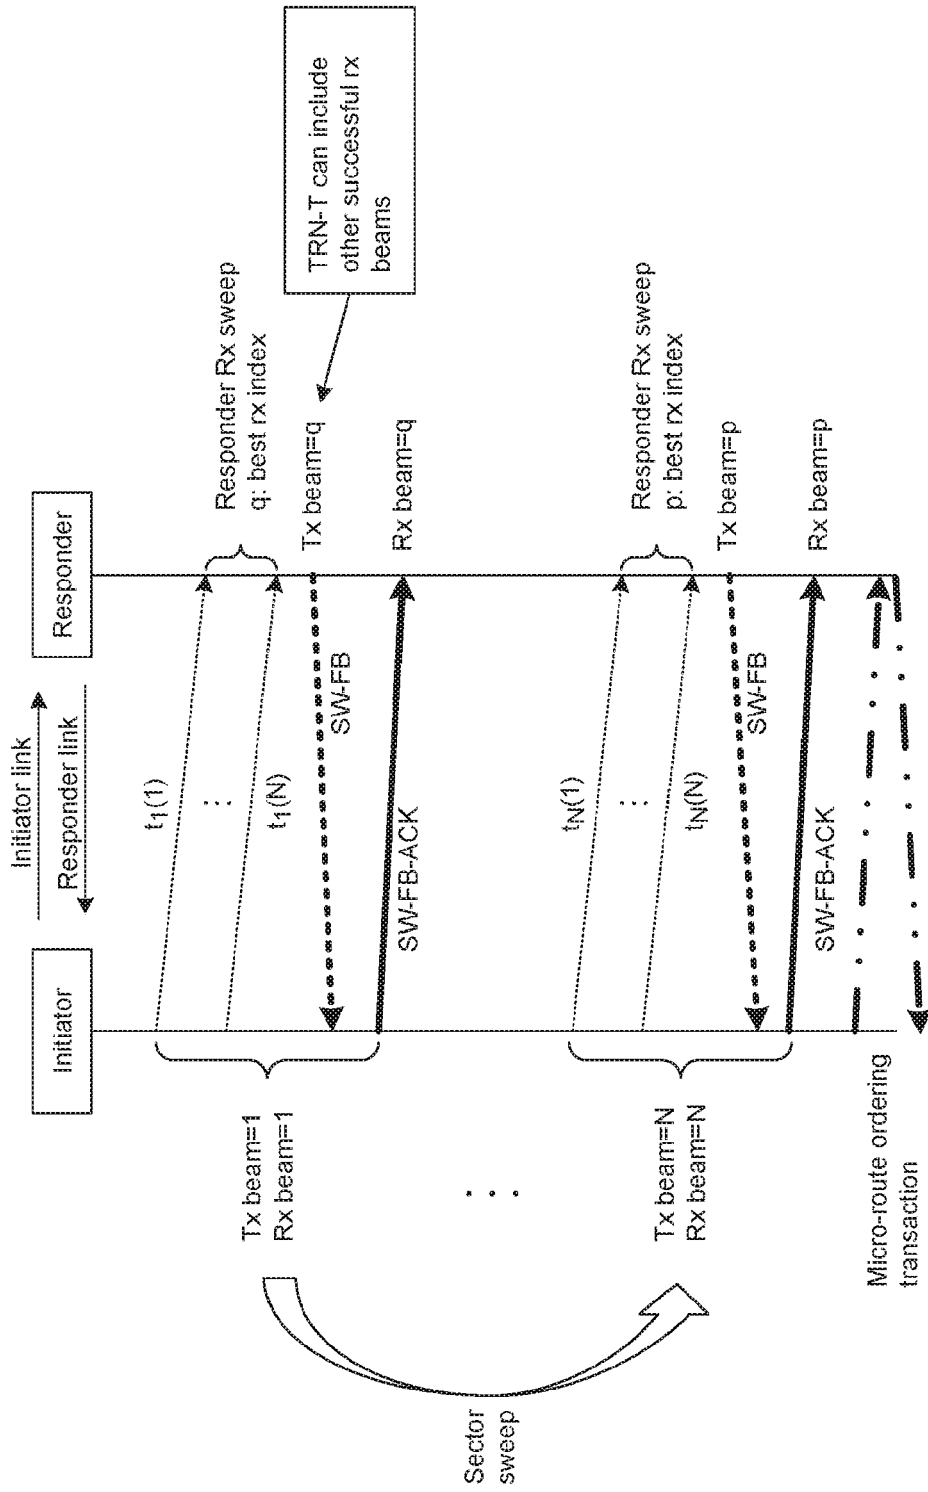 Initiator
Initiator link
Responder link
Responder
Tx beam=1
Rx beam=1
t1(1)
. . .
t1(N)
Responder Rx sweep
q: best rx index
SW-FB
Tx beam=q
TRN-T can include
other successful rx
beams
SW-FB-ACK
Rx beam=q
Sector
sweep
. . .
Tx beam=N
Rx beam=N
tN(1)
. . .
tN(N)
Responder Rx sweep
p: best rx index
SW-FB
Tx beam=p
SW-FB-ACK
Rx beam=p
Micro-route ordering
transaction